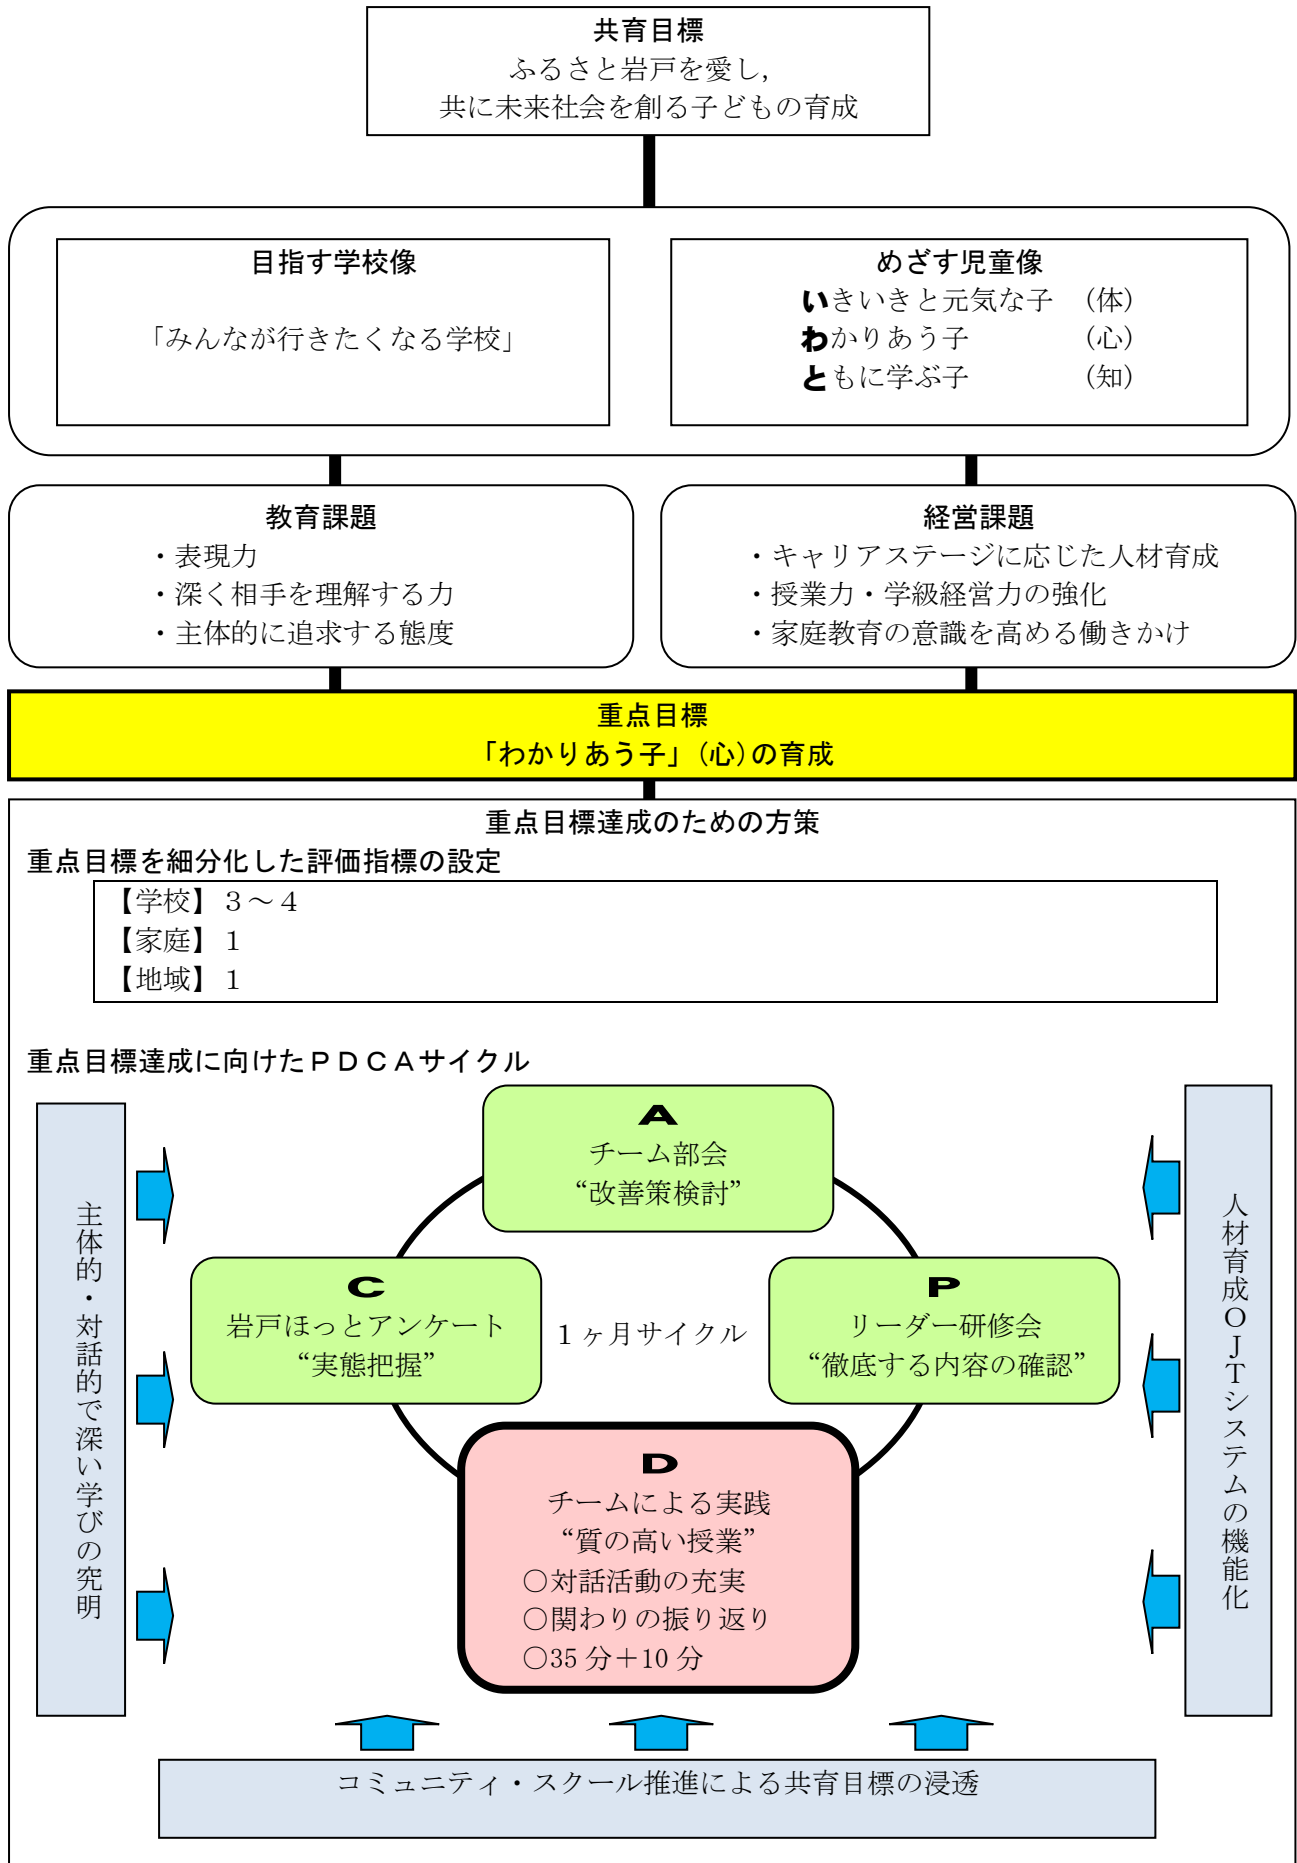 共育目標
ふるさと岩戸を愛し,
共に未来社会を創る子どもの育成
目指す学校像
「みんなが行きたくなる学校」
めざす児童像
いきいきと元気な子 (体)
わかりあう子 (心)
ともに学ぶ子 (知)
教育課題
・表現力
・深く相手を理解する力
・主体的に追求する態度
経営課題
・キャリアステージに応じた人材育成
・授業力・学級経営力の強化
・家庭教育の意識を高める働きかけ
重点目標
「わかりあう子」(心)の育成
重点目標達成のための方策
重点目標を細分化した評価指標の設定
【学校】3～4
【家庭】1
【地域】1
重点目標達成に向けたPDCAサイクル
A
チーム部会
“改善策検討”
C
岩戸ほっとアンケート
“実態把握”
1ヶ月サイクル
P
リーダー研修会
“徹底する内容の確認”
D
チームによる実践
“質の高い授業”
○対話活動の充実
○関わりの振り返り
○35分+10分
主体的・対話的で深い学びの究明
人材育成OJTシステムの機能化
コミュニティ・スクール推進による共育目標の浸透